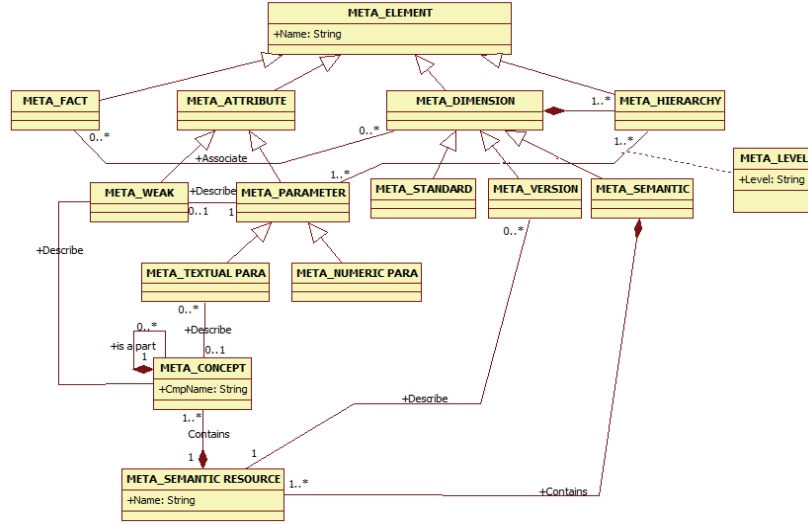 META_ELEMENT
+Name: String
META_FACT
META_ATTRIBUTE
META_DIMENSION
1..*
META_HIERARCHY
0..*
0..*
1..*
+Associate
META_LEVEL
+Level: String
META_WEAK
+Describe
0..1
1
META_PARAMETER
1..*
META_STANDARD
META_VERSION
META_SEMANTIC
0..*
+Describe
META_TEXTUAL PARA
META_NUMERIC PARA
0..*
0..*
+Describe
+is a part
1
0..1
META_CONCEPT
+CmpName: String
1..*
Contains
+Describe
1
1
META_SEMANTIC RESOURCE
+Name: String
1..*
+Contains